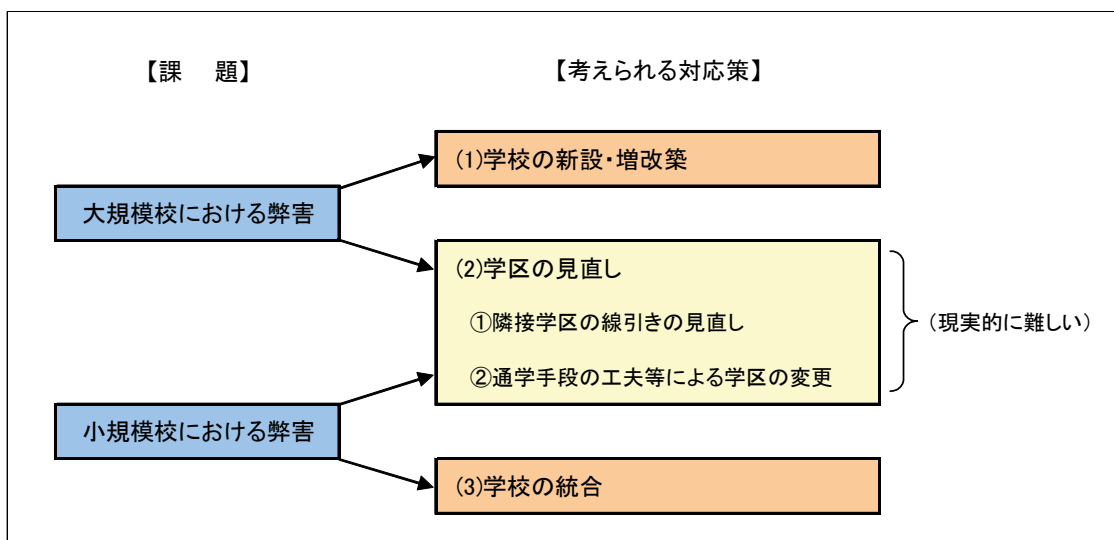 【課　題】
【考えられる対応策】
(1)学校の新設・増改築
大規模校における弊害
(2)学区の見直し
①隣接学区の線引きの見直し
(現実的に難しい)
②通学手段の工夫等による学区の変更
小規模校における弊害
(3)学校の統合